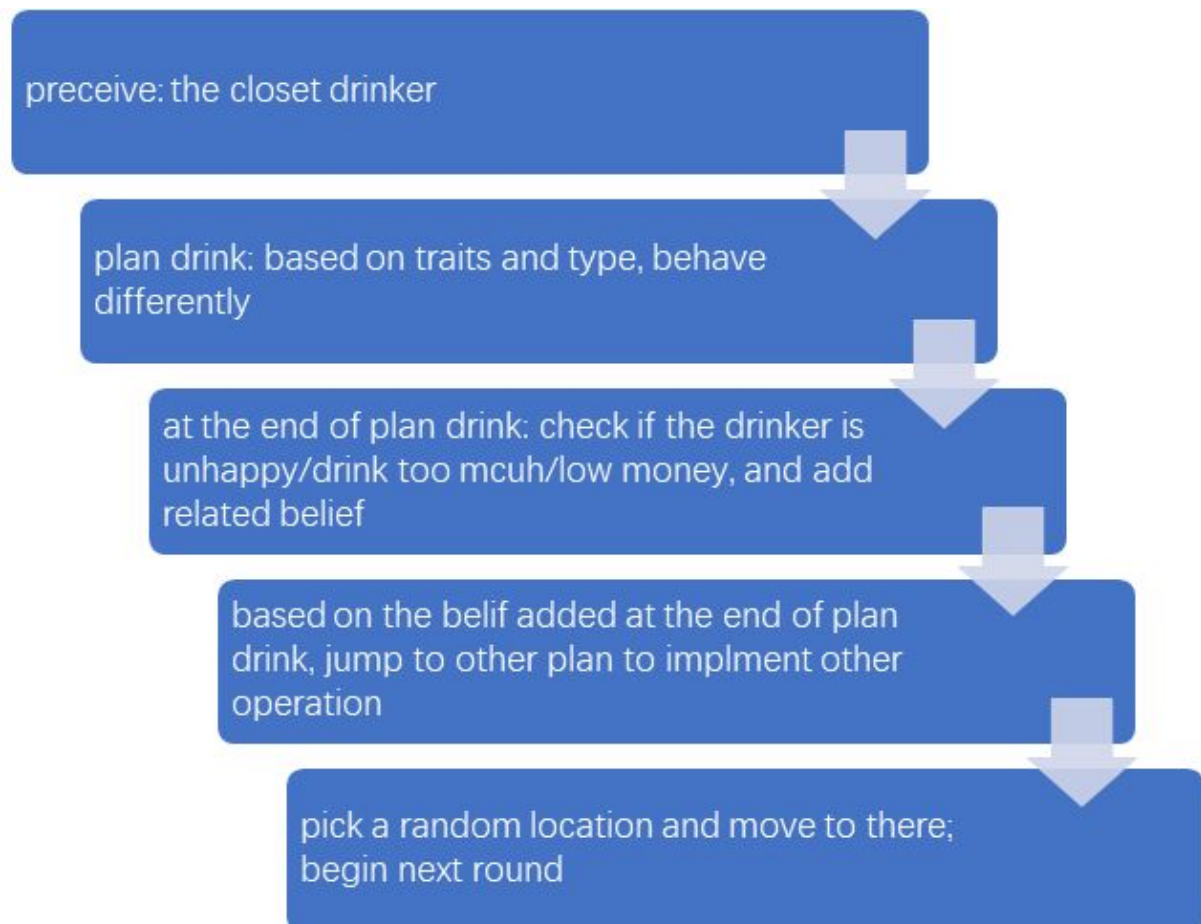 preceive: the closet drinker
plan drink: based on traits and type, behave
differently
at the end of plan drink: check if the drinker is
unhappy/drink too mcuh/low money, and add
related belief
based on the belif added at the end of plan
drink, jump to other plan to implment other
operation
pick a random location and move to there;
begin next round